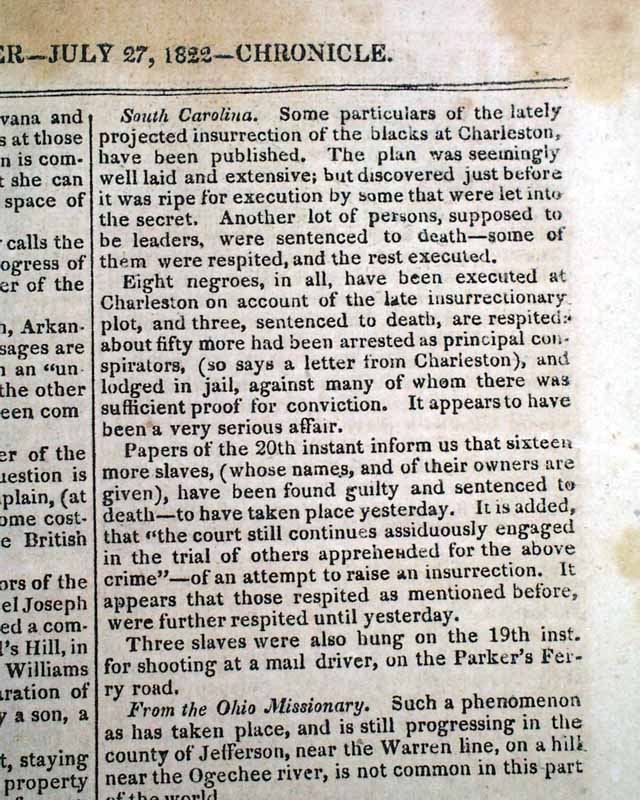 ER—JULY 27, 1822—CHRONICLE.
vana and
s at those
n is com-
t she can
space of
calls the
ogress of
er of the
n, Arkan-
sages are
n an "un-
the other
een com
er of the
uestion is
plain, (at
ome cost-
e British
ors of the
el Joseph
ed a com-
l's Hill, in
Williams
aration of
y a son, a
t, staying
property
South Carolina. Some particulars of the lately
projected insurrection of the blacks at Charleston,
have been published. The plan was seemingly
well laid and extensive; but discovered just before
it was ripe for execution by some that were let into
the secret. Another lot of persons, supposed to
be leaders, were sentenced to death—some of
them were respited, and the rest executed.
Eight negroes, in all, have been executed at
Charleston on account of the late insurrectionary
plot, and three, sentenced to death, are respited:
about fifty more had been arrested as principal con-
spirators, (so says a letter from Charleston), and
lodged in jail, against many of whom there was
sufficient proof for conviction. It appears to have
been a very serious affair.
Papers of the 20th instant inform us that sixteen
more slaves, (whose names, and of their owners are
given), have been found guilty and sentenced to
death—to have taken place yesterday. It is added,
that "the court still continues assiduously engaged
in the trial of others apprehended for the above
crime"—of an attempt to raise an insurrection. It
appears that those respited as mentioned before,
were further respited until yesterday.
Three slaves were also hung on the 19th inst.
for shooting at a mail driver, on the Parker's Fer-
ry road.
From the Ohio Missionary. Such a phenomenon
as has taken place, and is still progressing in the
county of Jefferson, near the Warren line, on a hill
near the Ogechee river, is not common in this part
of the world